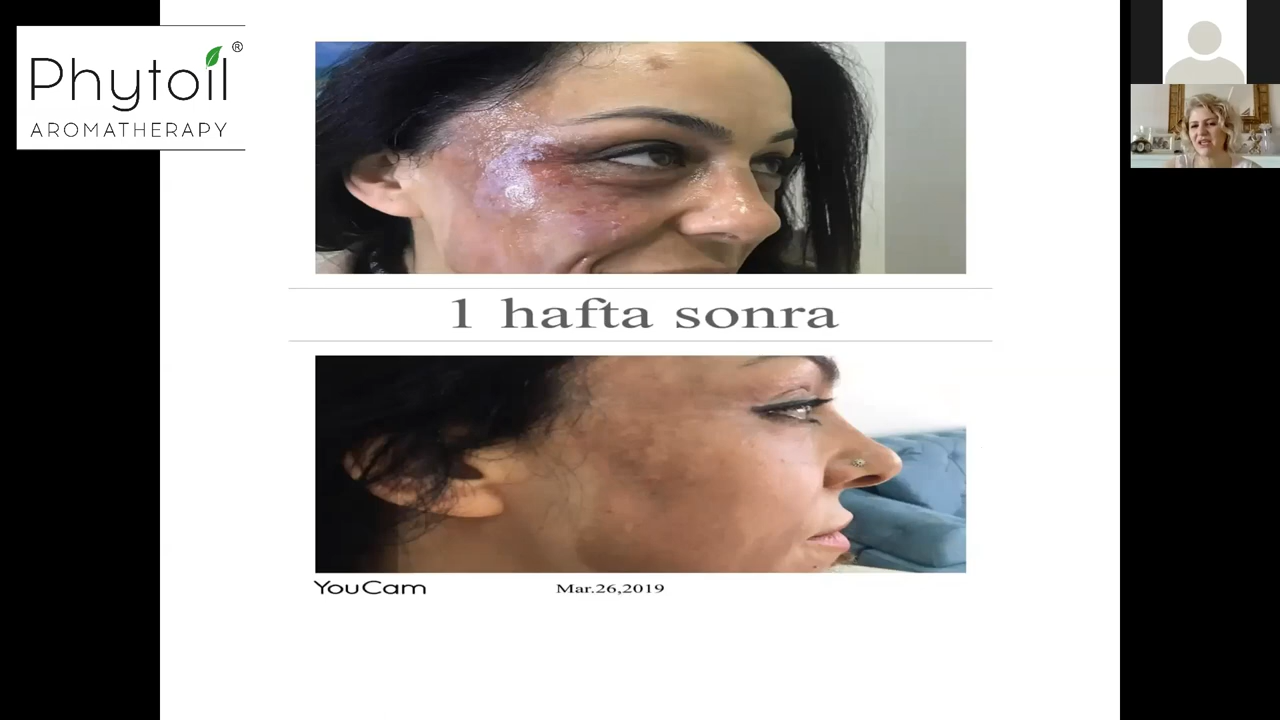 Phytoil®
AROMATHERAPY
1 hafta sonra
YouCam
Mar.26,2019